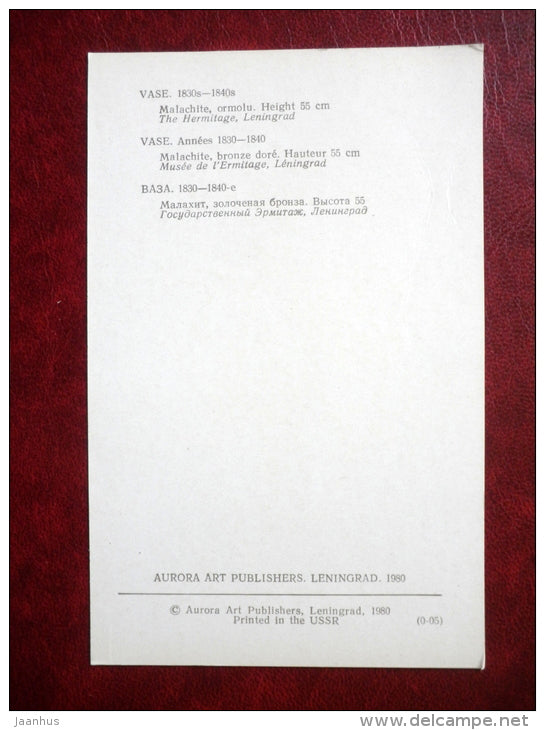 VASE. 1830s—1840s
Malachite, ormolu. Height 55 cm
The Hermitage, Leningrad
VASE. Années 1830—1840
Malachite, bronze doré. Hauteur 55 cm
Musée de l'Ermitage, Léningrad
ВАЗА. 1830—1840-е
Малахит, золоченая бронза. Высота 55
Государственный Эрмитаж, Ленинград
AURORA ART PUBLISHERS. LENINGRAD. 1980
© Aurora Art Publishers, Leningrad, 1980
Printed in the USSR (0-05)
jaanhus
www.delcampe.net